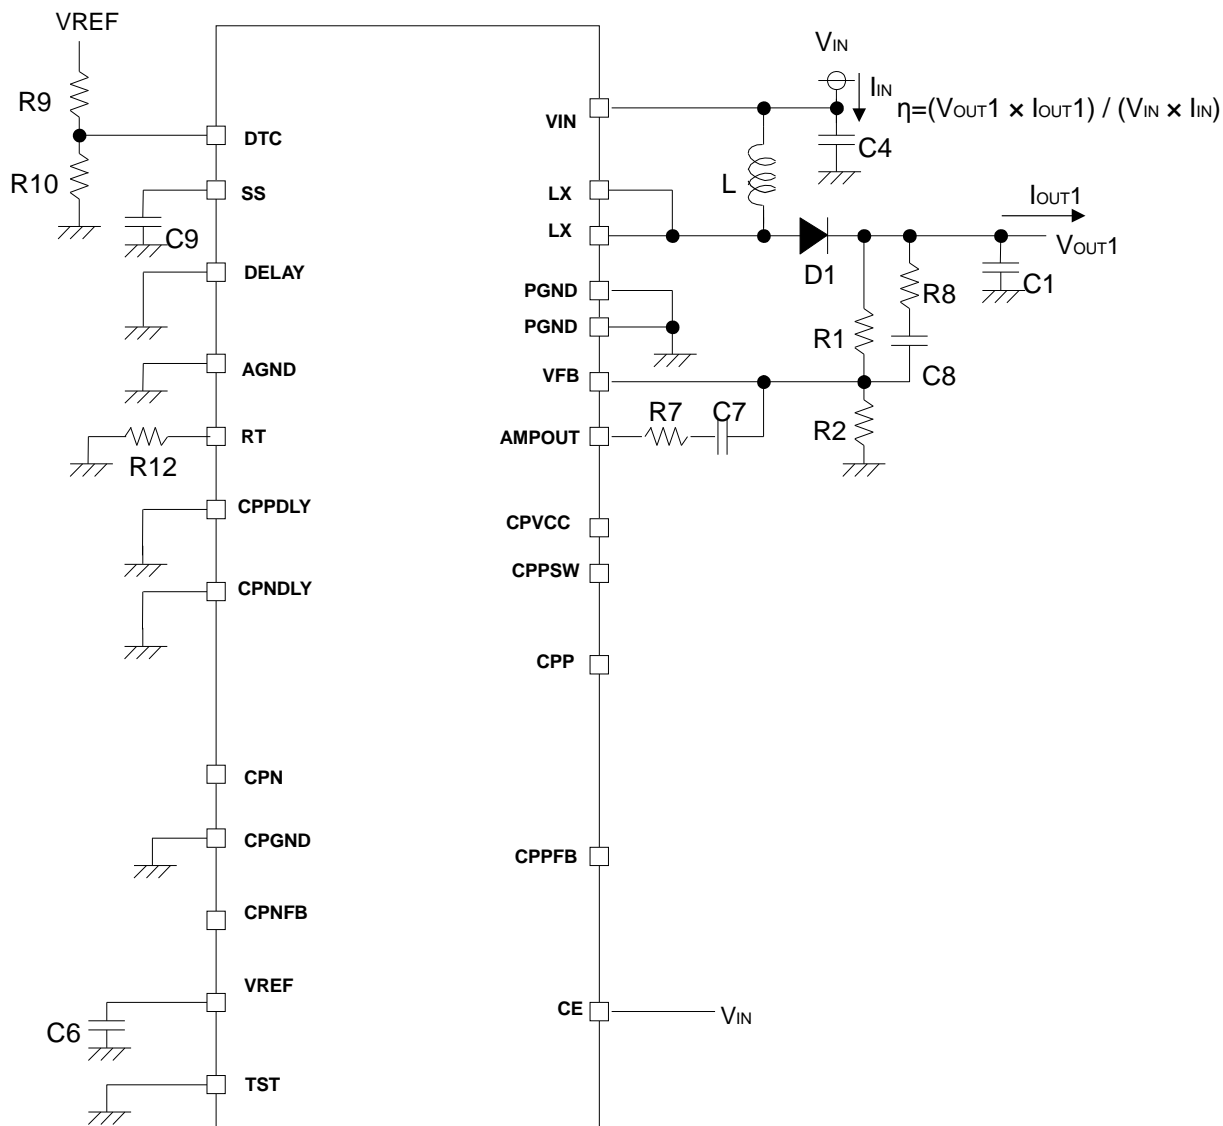 VREF
R9
R10
DTC
SS
C9
DELAY
AGND
RT
R12
CPPDLY
CPNDLY
CPN
CPGND
CPNFB
VREF
C6
TST
VIN
LX
LX
PGND
PGND
VFB
AMPOUT
CPVCC
CPPSW
CPP
CPPFB
CE
VIN
VIN
IIN
η=(VOUT1 × IOUT1) / (VIN × IIN)
C4
L
IOUT1
VOUT1
D1
R8
C1
R1
C8
R7
C7
R2